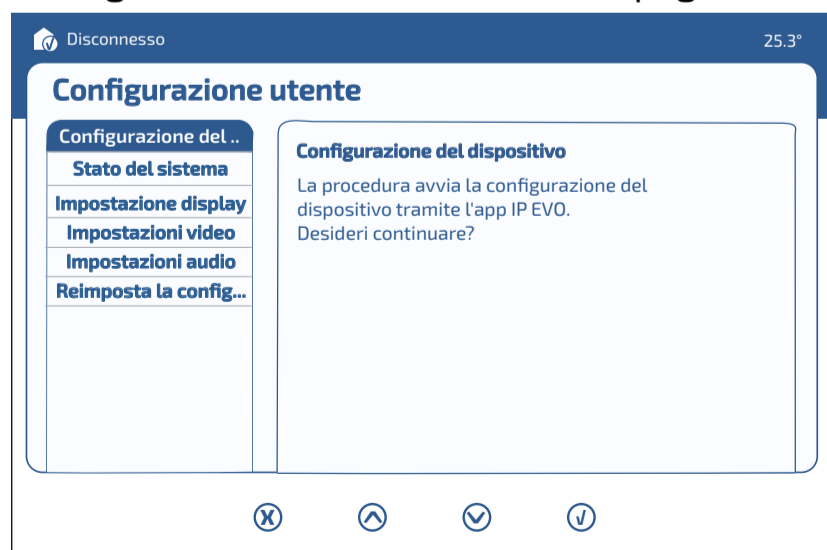 Disconnesso
25.3°
Configurazione utente
Configurazione del ..
Stato del sistema
Impostazione display
Impostazioni video
Impostazioni audio
Reimposta la config...
Configurazione del dispositivo
La procedura avvia la configurazione del
dispositivo tramite l'app IP EVO.
Desideri continuare?
X